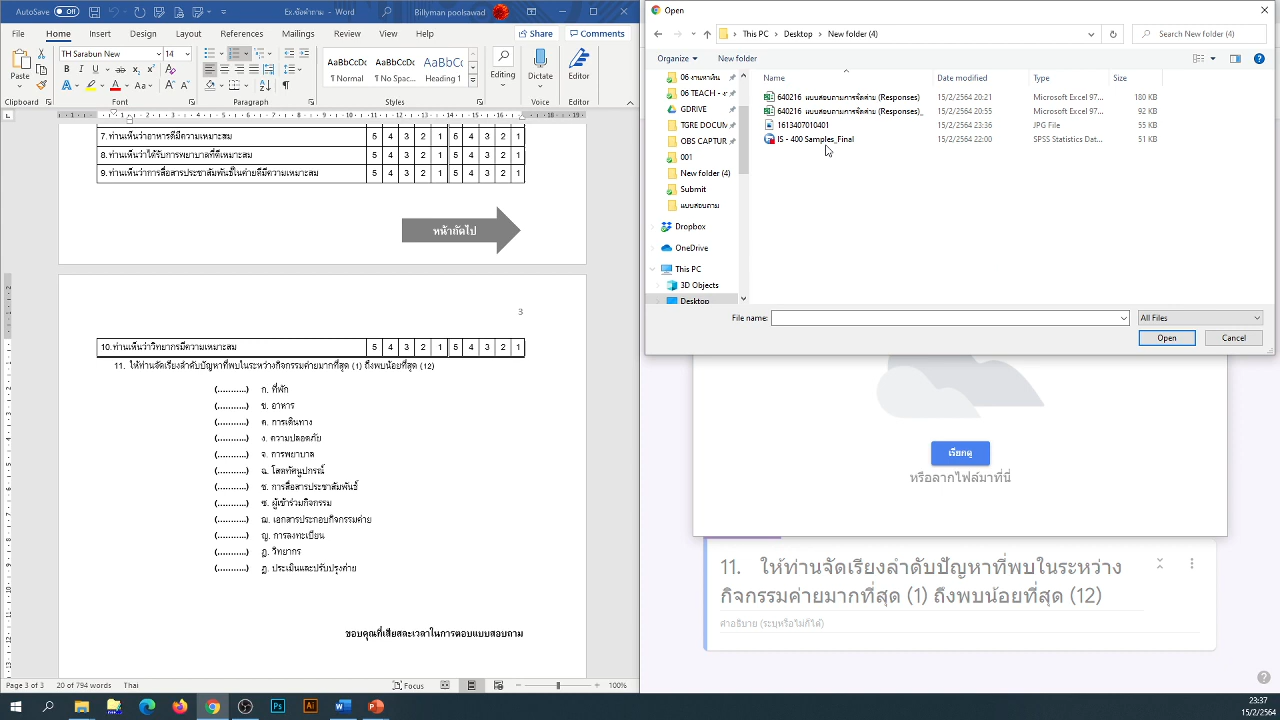 AutoSave Off Ex.ข้อคำถาม - Word Billyman poolsawad
File Home Insert Design Layout References Mailings Review View Help Share Comments
TH Sarabun New 14
Paste
¶ Normal ¶ No Spac... Heading 1
AaBbCc AaBbCc AaBbC
Editing Dictate Editor
Clipboard Font Paragraph Styles Voice Editor
7.ท่านเห็นว่าอาหารดีมีความเหมาะสม 5 4 3 2 1 5 4 3 2 1
8.ท่านเห็นว่าได้รับการพยาบาลที่ดีเหมาะสม 5 4 3 2 1 5 4 3 2 1
9.ท่านเห็นว่าการสื่อสารประชาสัมพันธ์ในค่ายดีมีความเหมาะสม 5 4 3 2 1 5 4 3 2 1
หน้าถัดไป
3
10.ท่านเห็นว่าวิทยากรมีความเหมาะสม 5 4 3 2 1 5 4 3 2 1
11. ให้ท่านจัดเรียงลำดับปัญหาที่พบในระหว่างกิจกรรมค่ายมากที่สุด (1) ถึงพบน้อยที่สุด (12)
(...........) ก. ที่พัก
(...........) ข. อาหาร
(...........) ค. การเดินทาง
(...........) ง. ความปลอดภัย
(...........) จ. การพยาบาล
(...........) ฉ. โสตทัศนูปกรณ์
(...........) ช. การสื่อสารประชาสัมพันธ์
(...........) ซ. ผู้เข้าร่วมกิจกรรม
(...........) ฌ. เอกสารประกอบกิจกรรมค่าย
(...........) ญ. การลงทะเบียน
(...........) ฎ. วิทยากร
(...........) ฏ. ประเมินและปรับปรุงค่าย
ขอบคุณที่เสียสละเวลาในการตอบแบบสอบถาม
Page 3 of 3 20 of 794 words Thai Focus 100%
Open
This PC Desktop New folder (4) Search New folder (4)
Organize New folder
Name Date modified Type Size
640216 แบบสอบถามการจัดค่าย (Responses) 15/2/2564 20:21 Microsoft Excel 97... 180 KB
640216 แบบสอบถามการจัดค่าย (Responses)_ 15/2/2564 20:55 Microsoft Excel 97... 92 KB
1613407010401 15/2/2564 23:36 JPG File 55 KB
IS - 400 Samples_Final 15/2/2564 22:00 SPSS Statistics Dat... 51 KB
06 งานหาดิน
06 TEACH - ง
GDRIVE
TGRE DOCUM
OBS CAPTUR
001
New folder (4)
Submit
แบบสอบถาม
Dropbox
OneDrive
This PC
3D Objects
Desktop
File name: All Files
Open Cancel
เรียกดู
หรือลากไฟล์มาที่นี่
11. ให้ท่านจัดเรียงลำดับปัญหาที่พบในระหว่าง
กิจกรรมค่ายมากที่สุด (1) ถึงพบน้อยที่สุด (12)
คำอธิบาย (ระบุหรือไม่ก็ได้)
23:37
15/2/2564